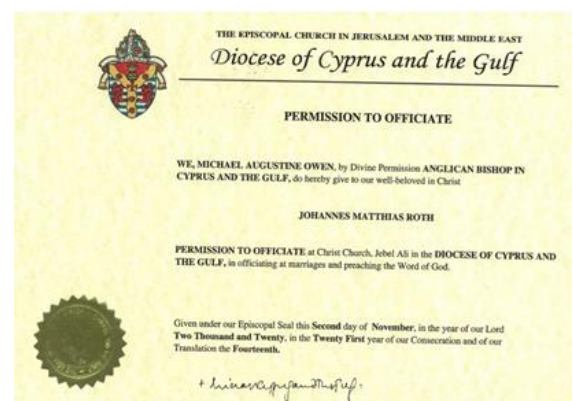 THE EPISCOPAL CHURCH IN JERUSALEM AND THE MIDDLE EAST
Diocese of Cyprus and the Gulf
PERMISSION TO OFFICIATE
WE, MICHAEL AUGUSTINE OWEN, by Divine Permission ANGLICAN BISHOP IN
CYPRUS AND THE GULF, do hereby give to our well-beloved in Christ
JOHANNES MATTHIAS ROTH
PERMISSION TO OFFICIATE at Christ Church, Jebel Ali in the DIOCESE OF CYPRUS AND
THE GULF, in officiating at marriages and preaching the Word of God.
Given under our Episcopal Seal this Second day of November, in the year of our Lord
Two Thousand and Twenty, in the Twenty First year of our Consecration and of our
Translation the Fourteenth.